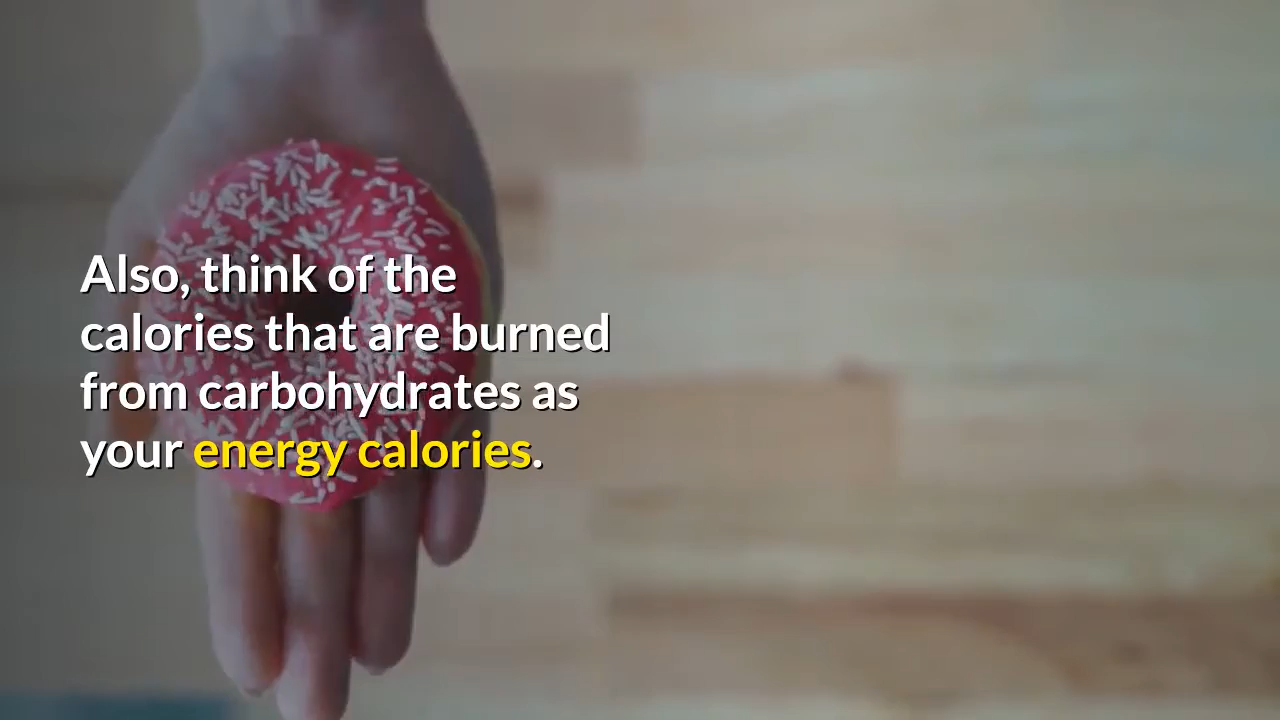 Also, think of the
calories that are burned
from carbohydrates as
your energy calories.